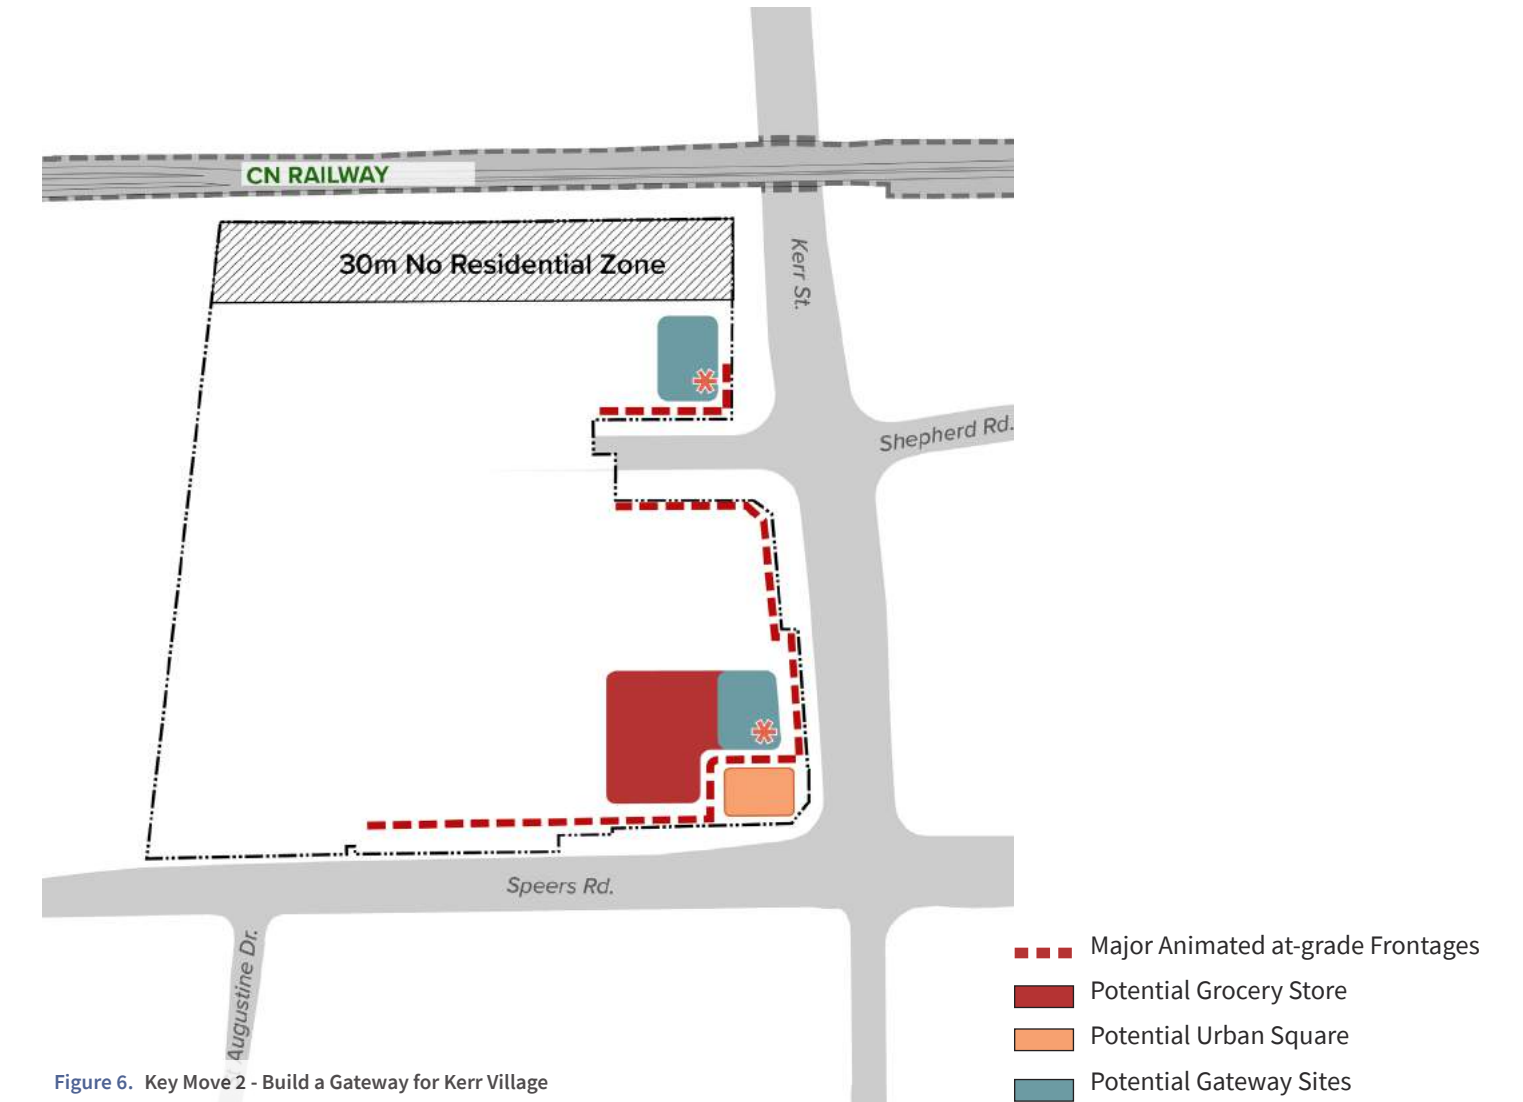 CN RAILWAY
30m No Residential Zone
Kerr St.
Shepherd Rd.
Speers Rd.
Augustine Dr.
Major Animated at-grade Frontages
Potential Grocery Store
Potential Urban Square
Potential Gateway Sites
Figure 6. Key Move 2 - Build a Gateway for Kerr Village